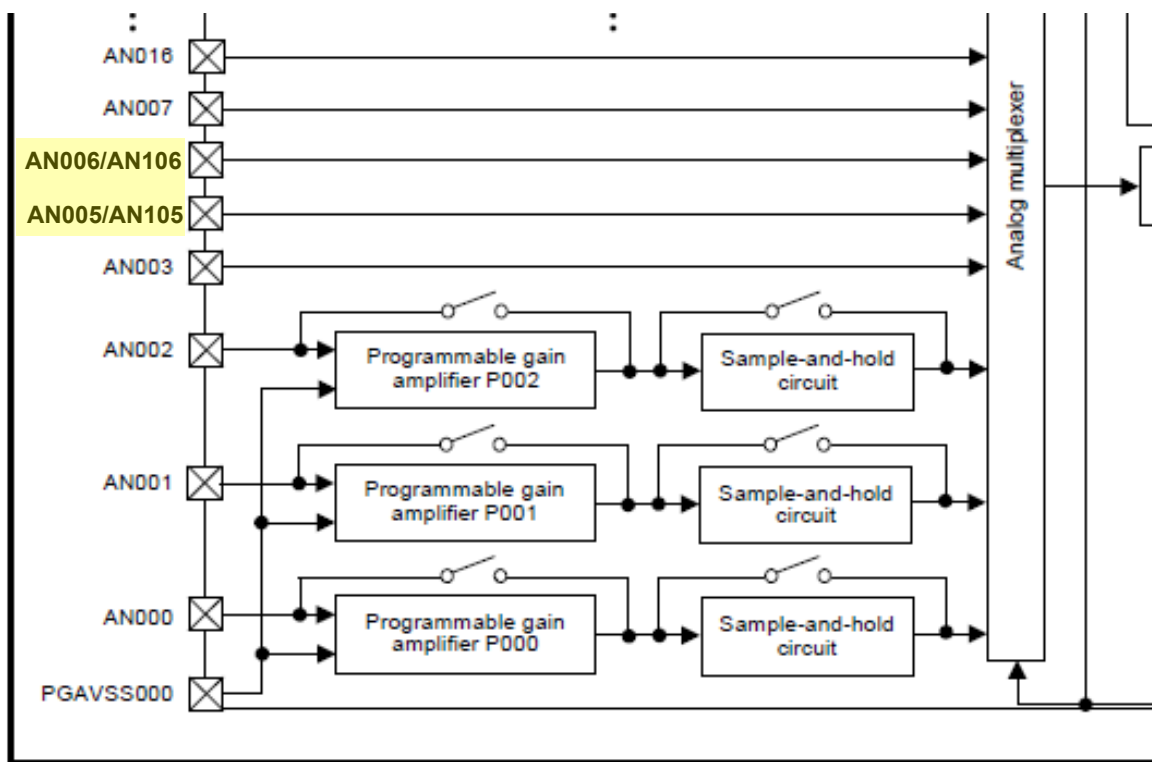 AN016
AN007
AN006/AN106
AN005/AN105
AN003
AN002
Programmable gain
amplifier P002
Sample-and-hold
circuit
AN001
Programmable gain
amplifier P001
Sample-and-hold
circuit
AN000
Programmable gain
amplifier P000
Sample-and-hold
circuit
PGAVSS000
Analog multiplexer